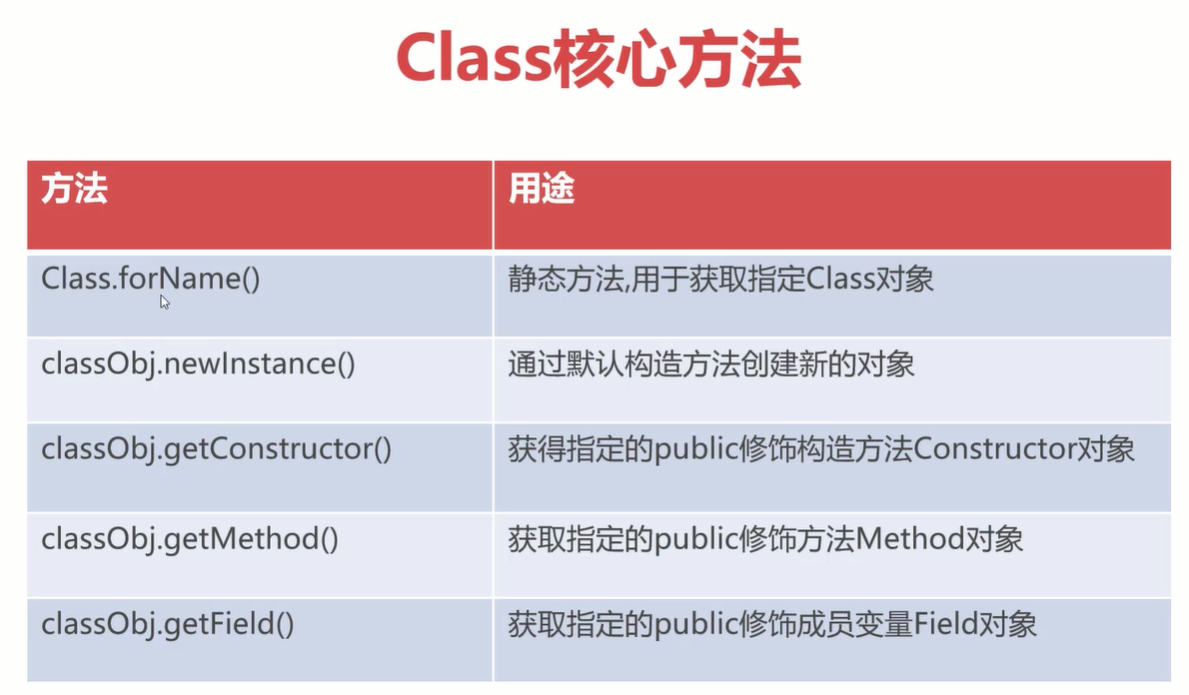 Class核心方法
方法
用途
Class.forName()
静态方法,用于获取指定Class对象
classObj.newInstance()
通过默认构造方法创建新的对象
classObj.getConstructor()
获得指定的public修饰构造方法Constructor对象
classObj.getMethod()
获取指定的public修饰方法Method对象
classObj.getField()
获取指定的public修饰成员变量Field对象